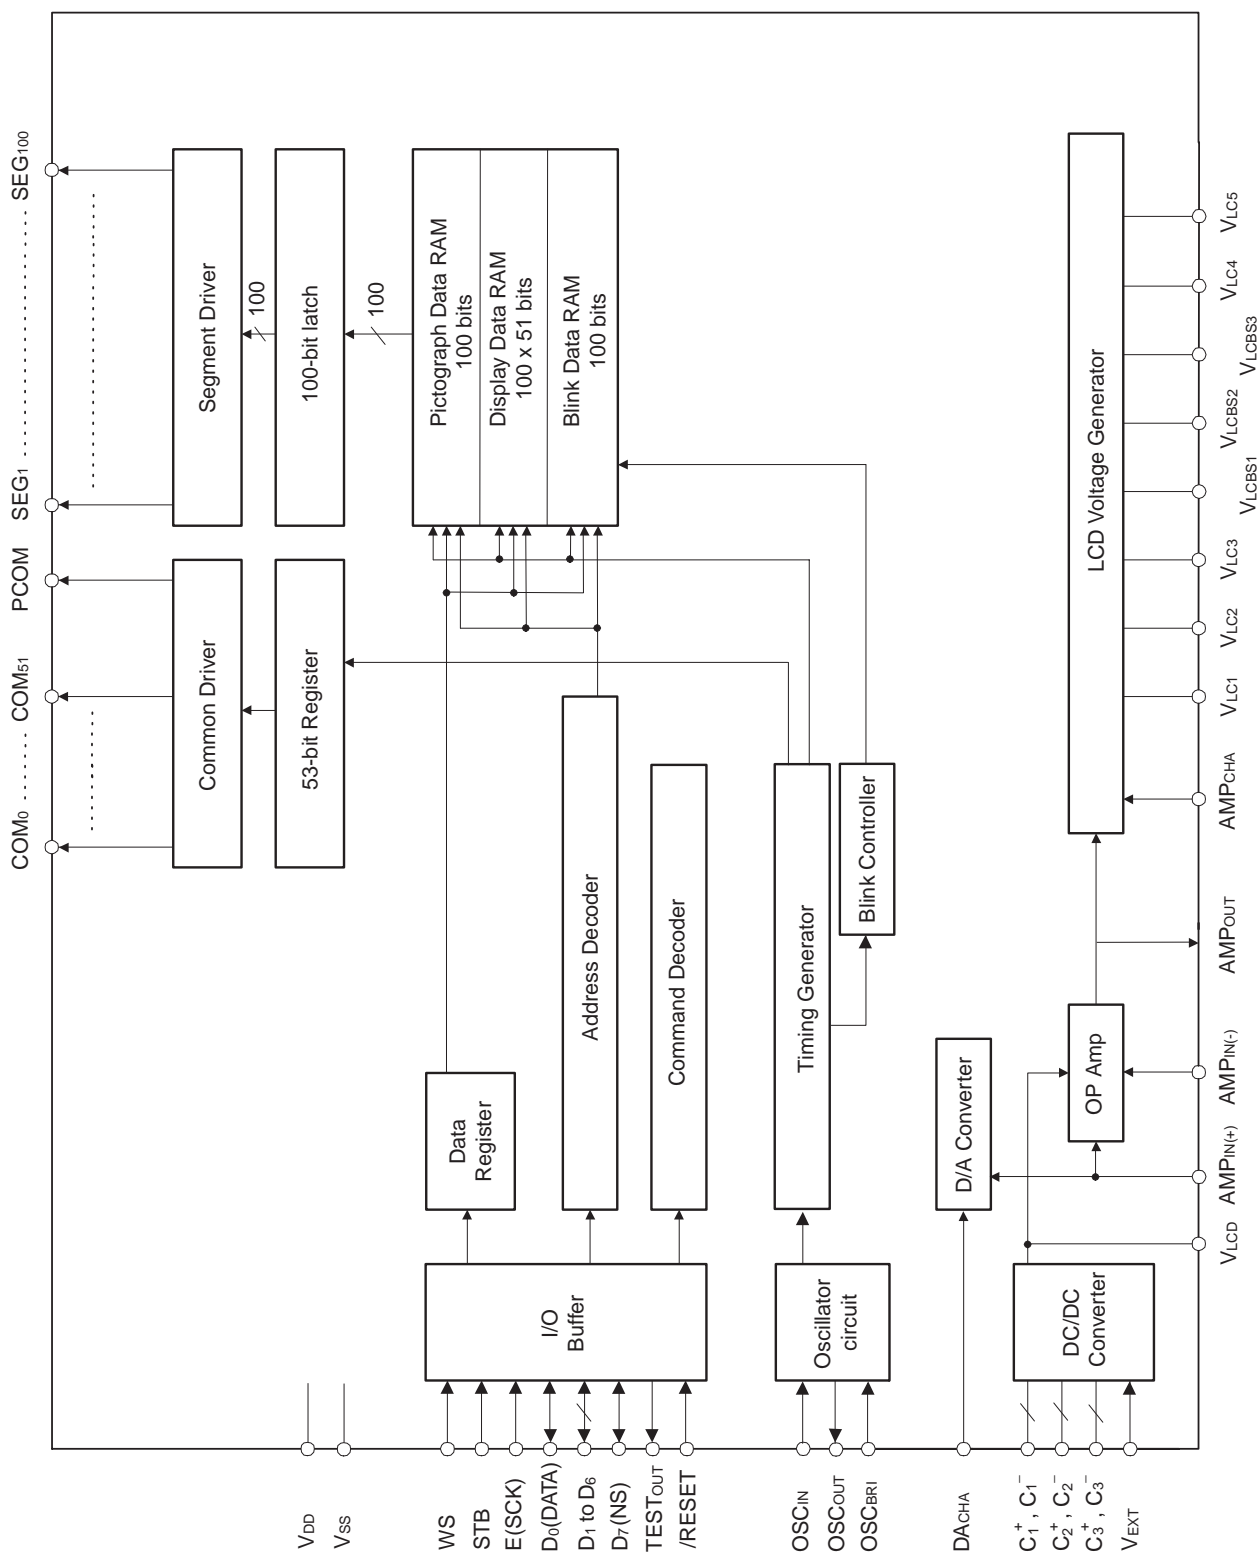 COM0 ········ COM51
PCOM
SEG1 ···················· SEG100
Common Driver
Segment Driver
53-bit Register
100
100-bit latch
100
Pictograph Data RAM
100 bits
Display Data RAM
100 x 51 bits
Blink Data RAM
100 bits
VDD
VSS
WS
STB
E(SCK)
D0(DATA)
D1 to D6
D7(NS)
TESTOUT
/RESET
I/O
Buffer
Data
Register
Address Decoder
Command Decoder
OSCIN
OSCOUT
OSCBRI
Oscillator
circuit
Timing Generator
Blink Controller
DACHA
D/A Converter
C1+, C1−
C2+, C2−
C3+, C3−
VEXT
DC/DC
Converter
OP Amp
LCD Voltage Generator
VLCD
AMPIN(+)
AMPIN(-)
AMPOUT
AMPCHA
VLC1
VLC2
VLC3
VLCBS1
VLCBS2
VLCBS3
VLC4
VLC5